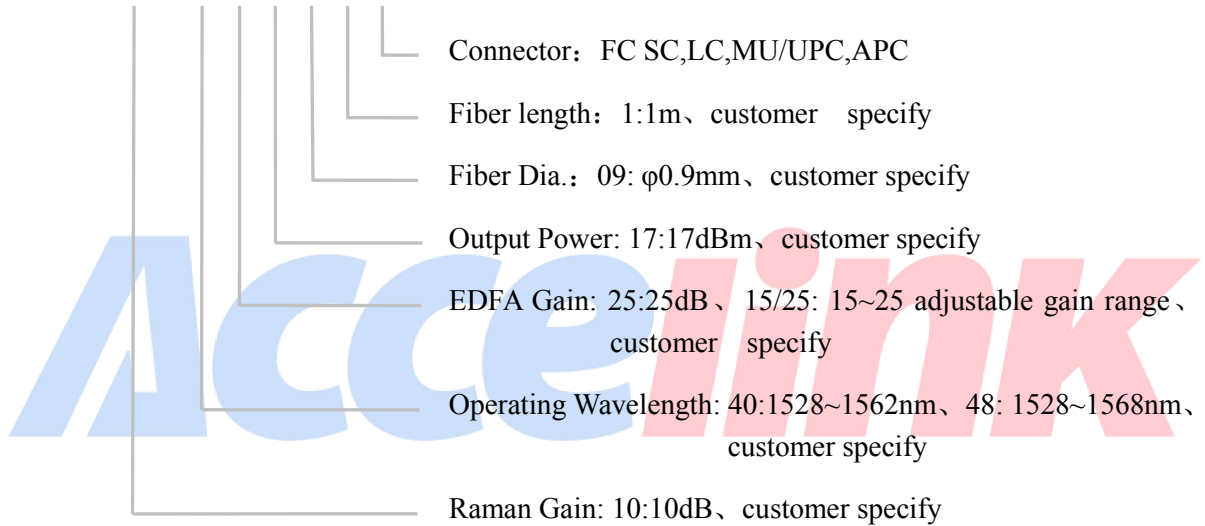 Connector：FC SC,LC,MU/UPC,APC
Fiber length：1:1m、customer specify
Fiber Dia.：09: φ0.9mm、customer specify
Output Power: 17:17dBm、customer specify
EDFA Gain: 25:25dB、15/25: 15~25 adjustable gain range、
customer specify
Operating Wavelength: 40:1528~1562nm、48: 1528~1568nm、
customer specify
Raman Gain: 10:10dB、customer specify
Accelink